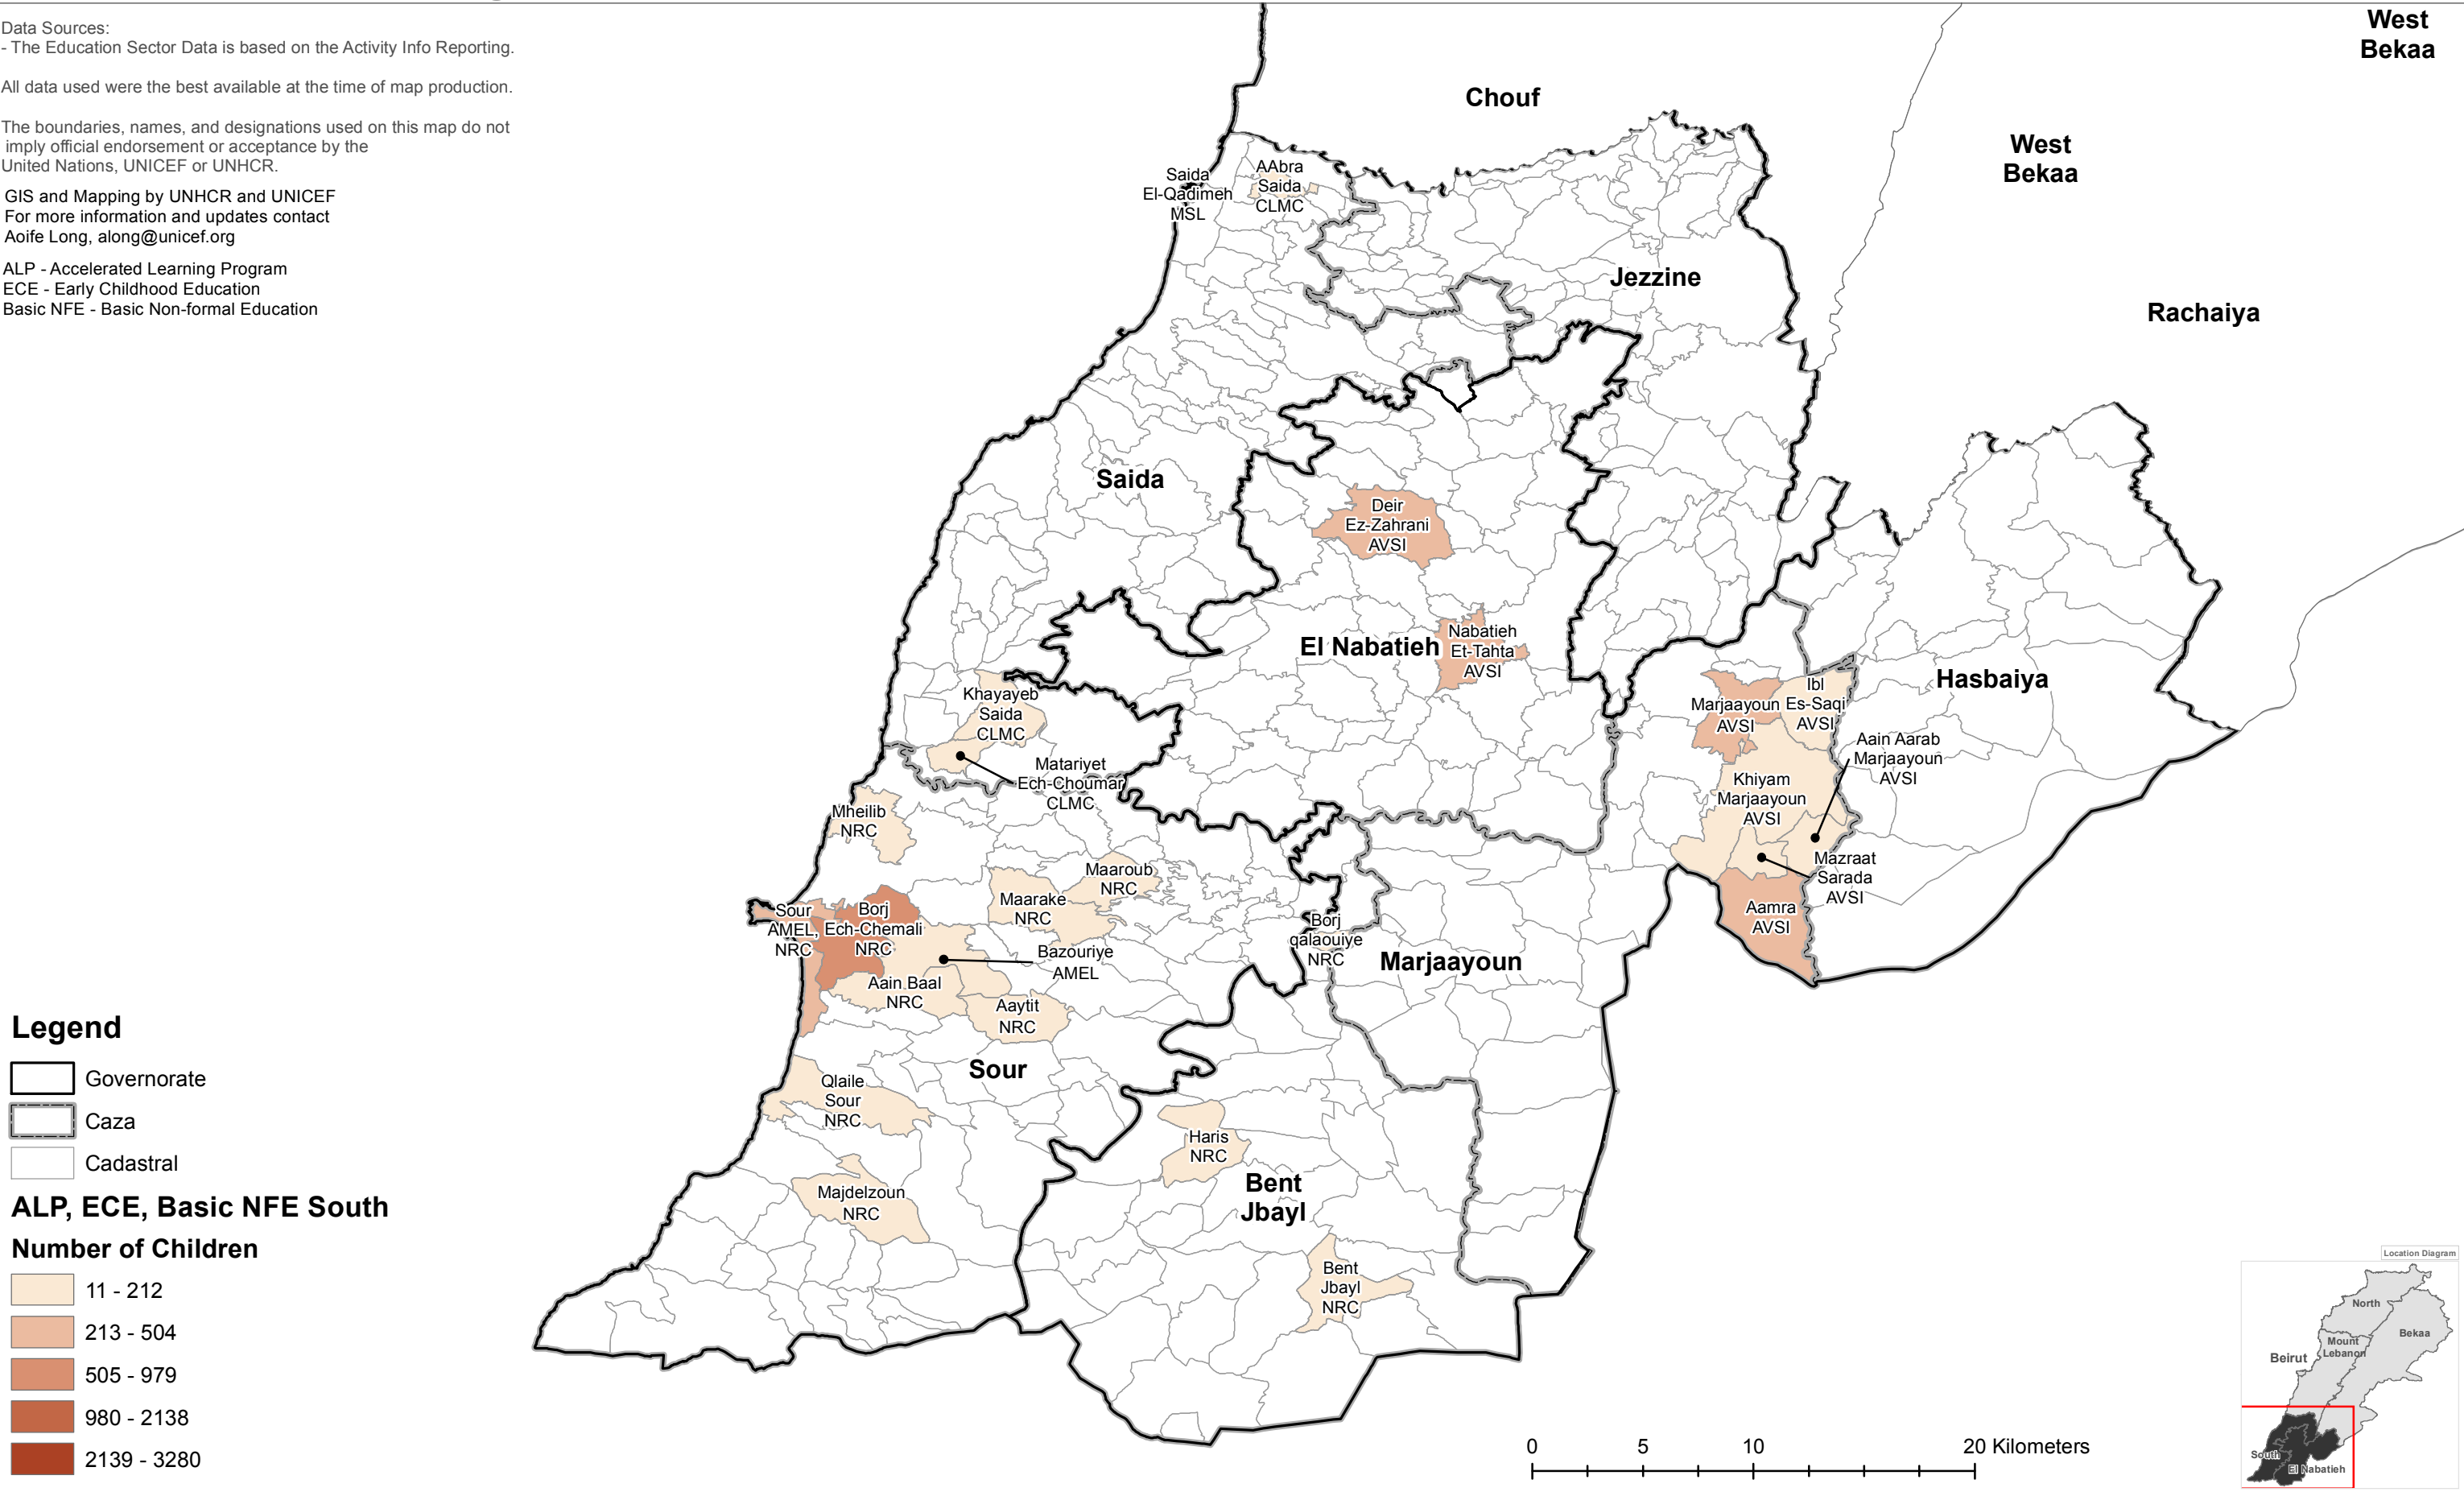 Data Sources:
- The Education Sector Data is based on the Activity Info Reporting.
All data used were the best available at the time of map production.
The boundaries, names, and designations used on this map do not
imply official endorsement or acceptance by the
United Nations, UNICEF or UNHCR.
GIS and Mapping by UNHCR and UNICEF
For more information and updates contact
Aoife Long, along@unicef.org
ALP - Accelerated Learning Program
ECE - Early Childhood Education
Basic NFE - Basic Non-formal Education
West
Bekaa
Chouf
West
Bekaa
Saida
El-Qadimeh
MSL
AAbra
Saida
CLMC
Jezzine
Rachaiya
Saida
Deir
Ez-Zahrani
AVSI
El Nabatieh
Nabatieh
Et-Tahta
AVSI
Hasbaiya
Marjaayoun
AVSI
Ibl
Es-Saqi
AVSI
Khayayeb
Saida
CLMC
Matariyet
Ech-Choumar
CLMC
Aain Aarab
Marjaayoun
AVSI
Khiyam
Marjaayoun
AVSI
Mheilib
NRC
Maaroub
NRC
Maarake
NRC
Mazraat
Sarada
AVSI
Aamra
AVSI
Sour
AMEL,
NRC
Borj
Ech-Chemali
NRC
Borj
qalaouiye
NRC
Bazouriye
AMEL
Marjaayoun
Aain Baal
NRC
Aaytit
NRC
Sour
Qlaile
Sour
NRC
Haris
NRC
Majdelzoun
NRC
Bent
Jbayl
Bent
Jbayl
NRC
Legend
Governorate
Caza
Cadastral
ALP, ECE, Basic NFE South
Number of Children
11 - 212
213 - 504
505 - 979
980 - 2138
2139 - 3280
0 5 10 20 Kilometers
Location Diagram
North
Bekaa
Mount
Lebanon
Beirut
South
El Nabatieh